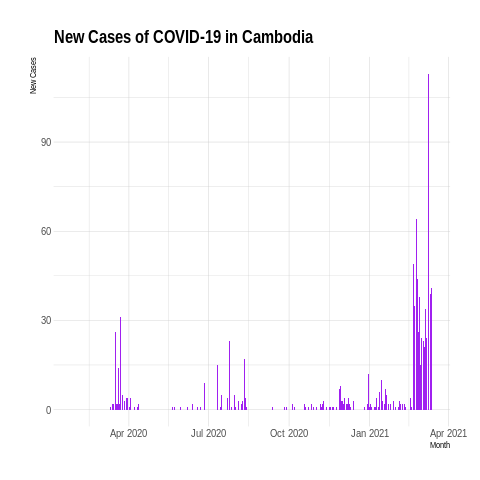 New Cases of COVID-19 in Cambodia
New Cases
90
60
30
0
Apr 2020 Jul 2020 Oct 2020 Jan 2021 Apr 2021
Month